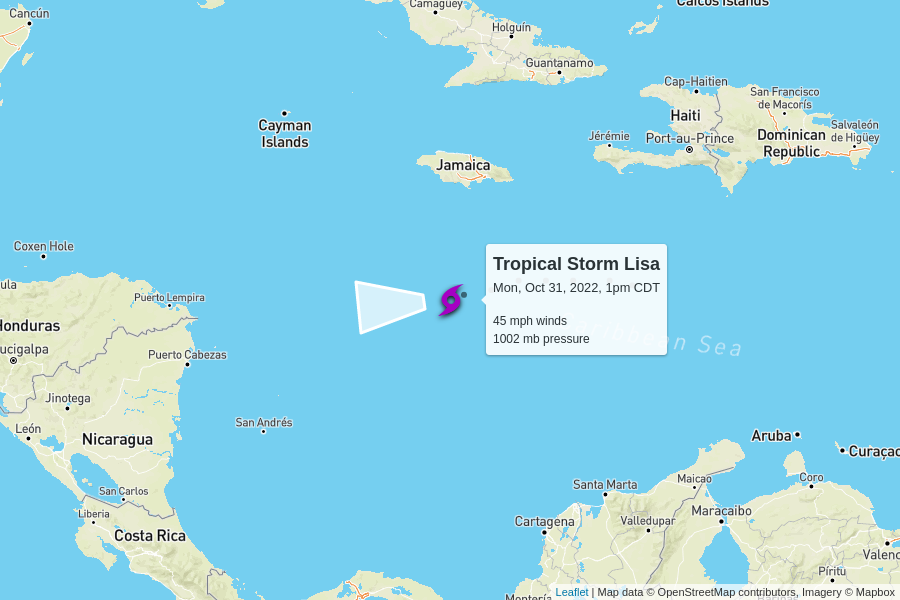 Cancún
Camagüey
Caicos Islands
Holguín
Guantanamo
Cap-Haitien
San Francisco
de Macorís
Haiti
Cayman
Islands
Jérémie
Port-au-Prince
Dominican
Republic
Salvaleón
de Higüey
Jamaica
Coxen Hole
Tropical Storm Lisa
Mon, Oct 31, 2022, 1pm CDT
45 mph winds
1002 mb pressure
Caribbean Sea
Puerto Lempira
Honduras
ucigalpa
Puerto Cabezas
Jinotega
León
Nicaragua
San Andrés
Aruba
Curaçao
San Carlos
Liberia
Costa Rica
Santa Marta
Maicao
Coro
Cartagena
Valledupar
Maracaibo
Valenc
Píritu
Montería
Barinas
Leaflet | Map data © OpenStreetMap contributors, Imagery © Mapbox